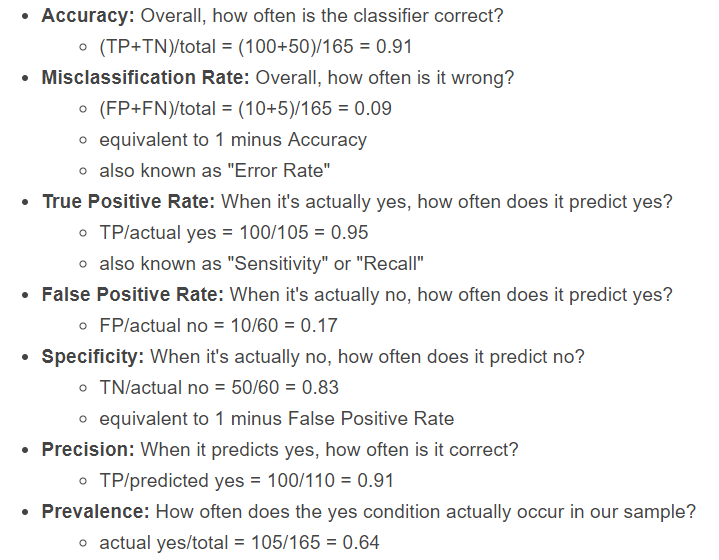 • Accuracy: Overall, how often is the classifier correct?
◦ (TP+TN)/total = (100+50)/165 = 0.91
• Misclassification Rate: Overall, how often is it wrong?
◦ (FP+FN)/total = (10+5)/165 = 0.09
◦ equivalent to 1 minus Accuracy
◦ also known as "Error Rate"
• True Positive Rate: When it's actually yes, how often does it predict yes?
◦ TP/actual yes = 100/105 = 0.95
◦ also known as "Sensitivity" or "Recall"
• False Positive Rate: When it's actually no, how often does it predict yes?
◦ FP/actual no = 10/60 = 0.17
• Specificity: When it's actually no, how often does it predict no?
◦ TN/actual no = 50/60 = 0.83
◦ equivalent to 1 minus False Positive Rate
• Precision: When it predicts yes, how often is it correct?
◦ TP/predicted yes = 100/110 = 0.91
• Prevalence: How often does the yes condition actually occur in our sample?
◦ actual yes/total = 105/165 = 0.64